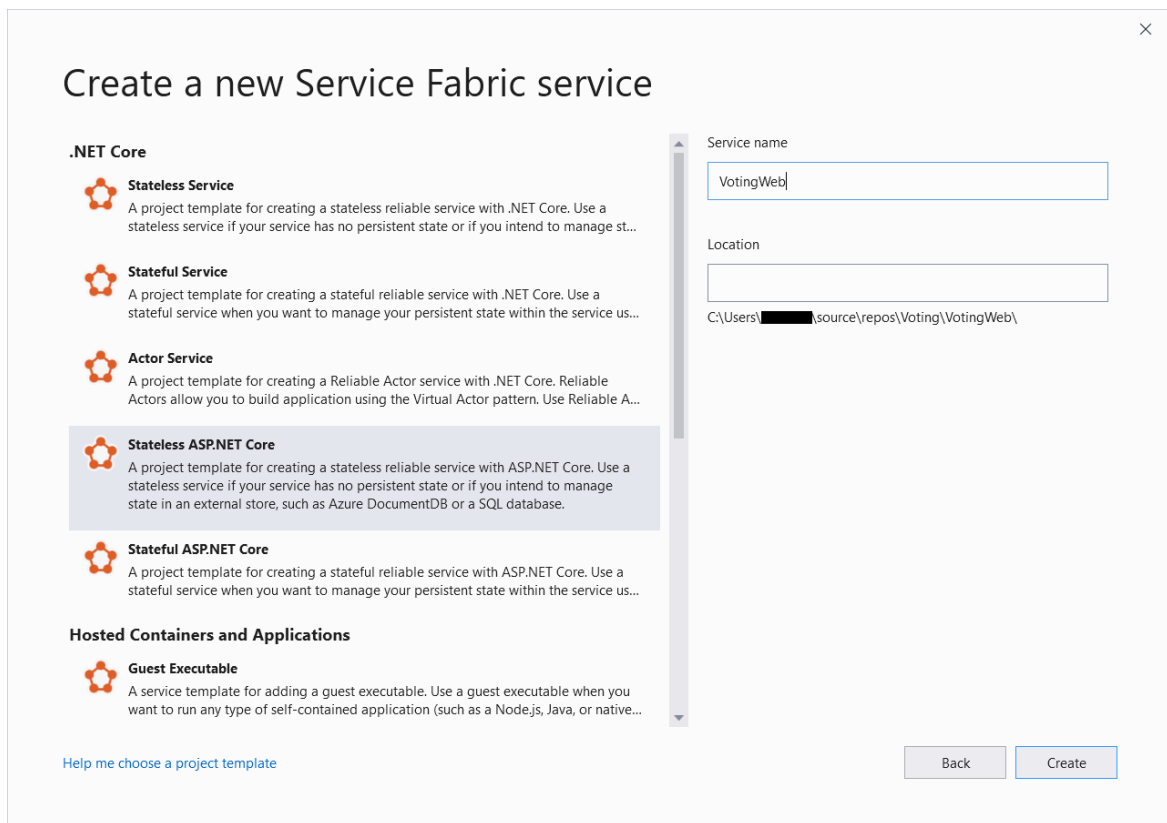 Create a new Service Fabric service
.NET Core
Stateless Service
A project template for creating a stateless reliable service with .NET Core. Use a
stateless service if your service has no persistent state or if you intend to manage st...
Stateful Service
A project template for creating a stateful reliable service with .NET Core. Use a
stateful service when you want to manage your persistent state within the service us...
Actor Service
A project template for creating a Reliable Actor service with .NET Core. Reliable
Actors allow you to build application using the Virtual Actor pattern. Use Reliable A...
Stateless ASP.NET Core
A project template for creating a stateless reliable service with ASP.NET Core. Use a
stateless service if your service has no persistent state or if you intend to manage
state in an external store, such as Azure DocumentDB or a SQL database.
Stateful ASP.NET Core
A project template for creating a stateful reliable service with ASP.NET Core. Use a
stateful service when you want to manage your persistent state within the service us...
Hosted Containers and Applications
Guest Executable
A service template for adding a guest executable. Use a guest executable when you
want to run any type of self-contained application (such as a Node.js, Java, or native...
Service name
VotingWeb
Location
C:\Users\ \source\repos\Voting\VotingWeb\
Help me choose a project template
Back
Create